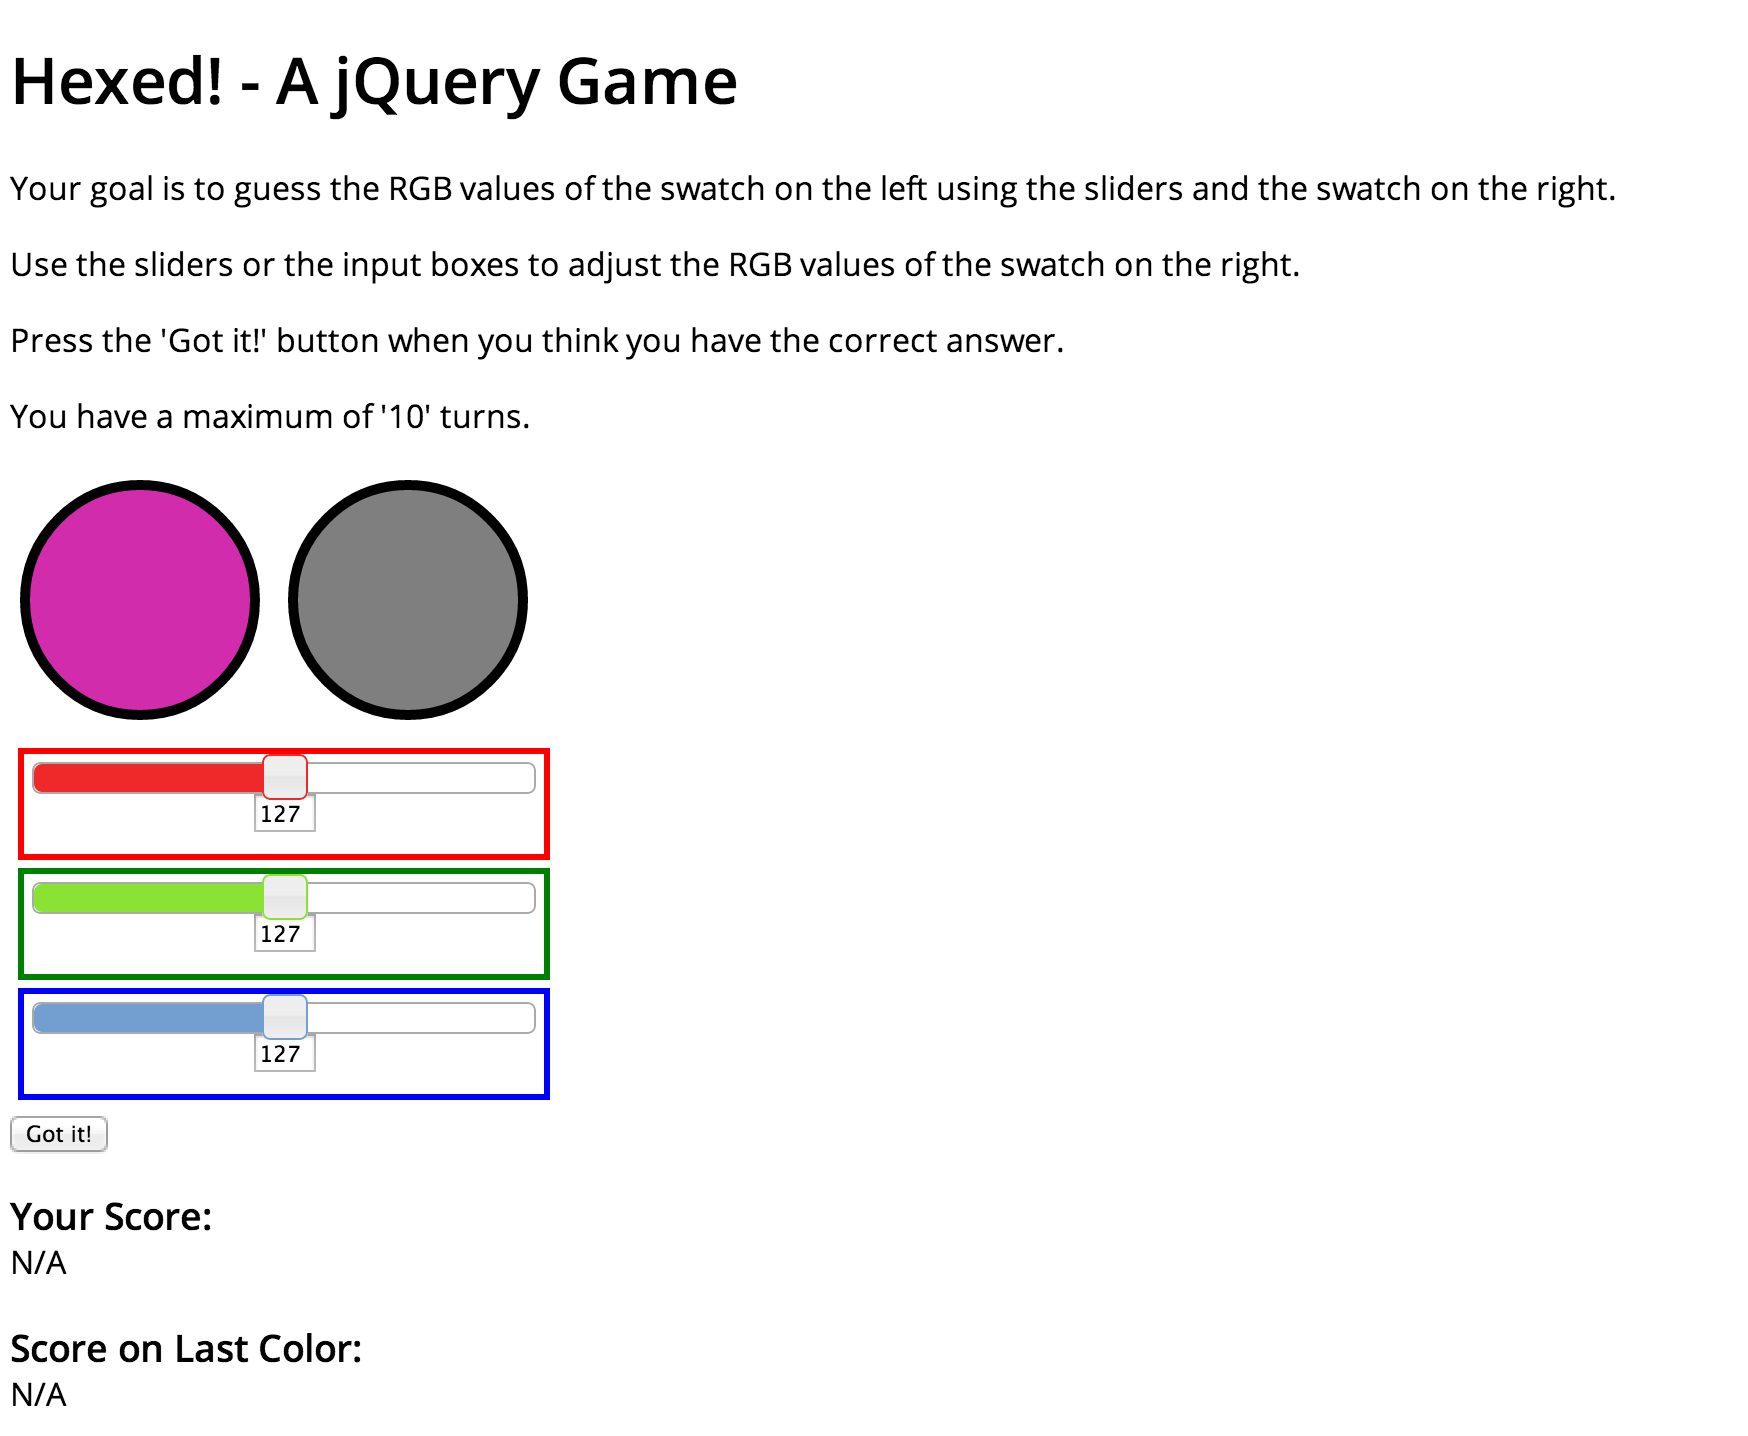 Hexed! - A jQuery Game
Your goal is to guess the RGB values of the swatch on the left using the sliders and the swatch on the right.
Use the sliders or the input boxes to adjust the RGB values of the swatch on the right.
Press the 'Got it!' button when you think you have the correct answer.
You have a maximum of '10' turns.
127
127
127
Got it!
Your Score:
N/A
Score on Last Color:
N/A